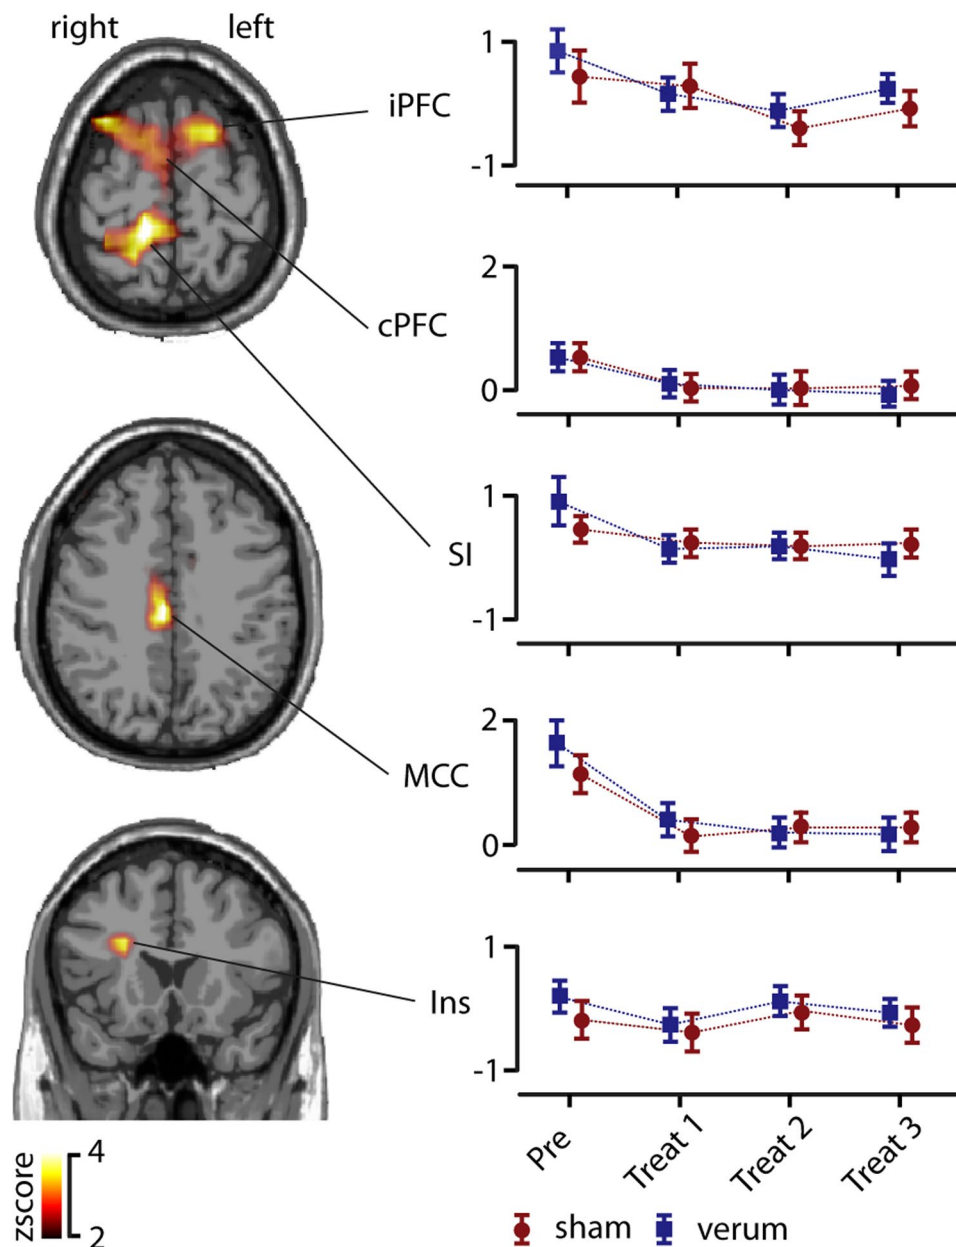 right left
iPFC
cPFC
SI
MCC
Ins
1
-1
2
0
1
-1
2
0
1
-1
Pre Treat 1 Treat 2 Treat 3
zscore
4
2
sham verum